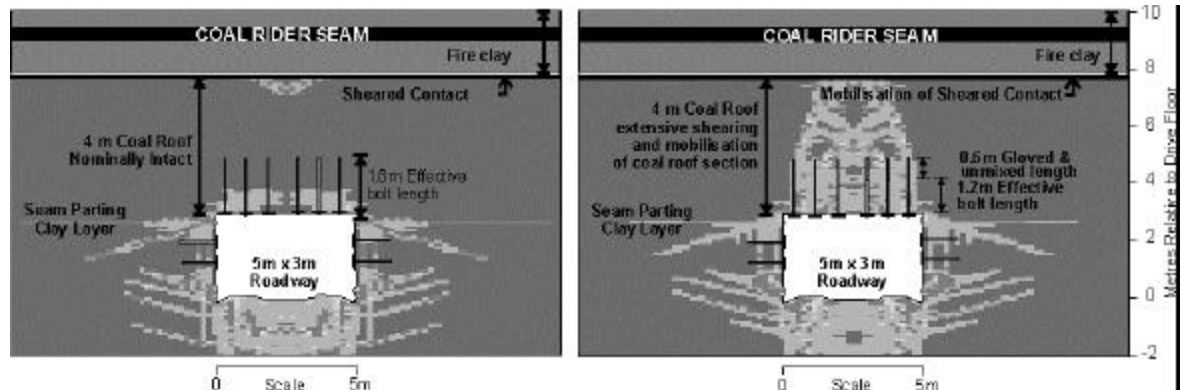 COAL RIDER SEAM
Fire clay
Sheared Contact
4 m Coal Roof
Nominally Intact
1.8m Effective
bolt length
Seam Parting
Clay Layer
5m x 3m
Roadway
0 Scale 5m
COAL RIDER SEAM
Fire clay
Mobilisation of Sheared Contact
4 m Coal Roof
extensive shearing
and mobilisation
of coal roof section
0.6m Gloved &
unmixed length
1.2m Effective
bolt length
Seam Parting
Clay Layer
5m x 3m
Roadway
0 Scale 5m
10
8
6
4
2
0
-2
Metres Relative to Drive Floor